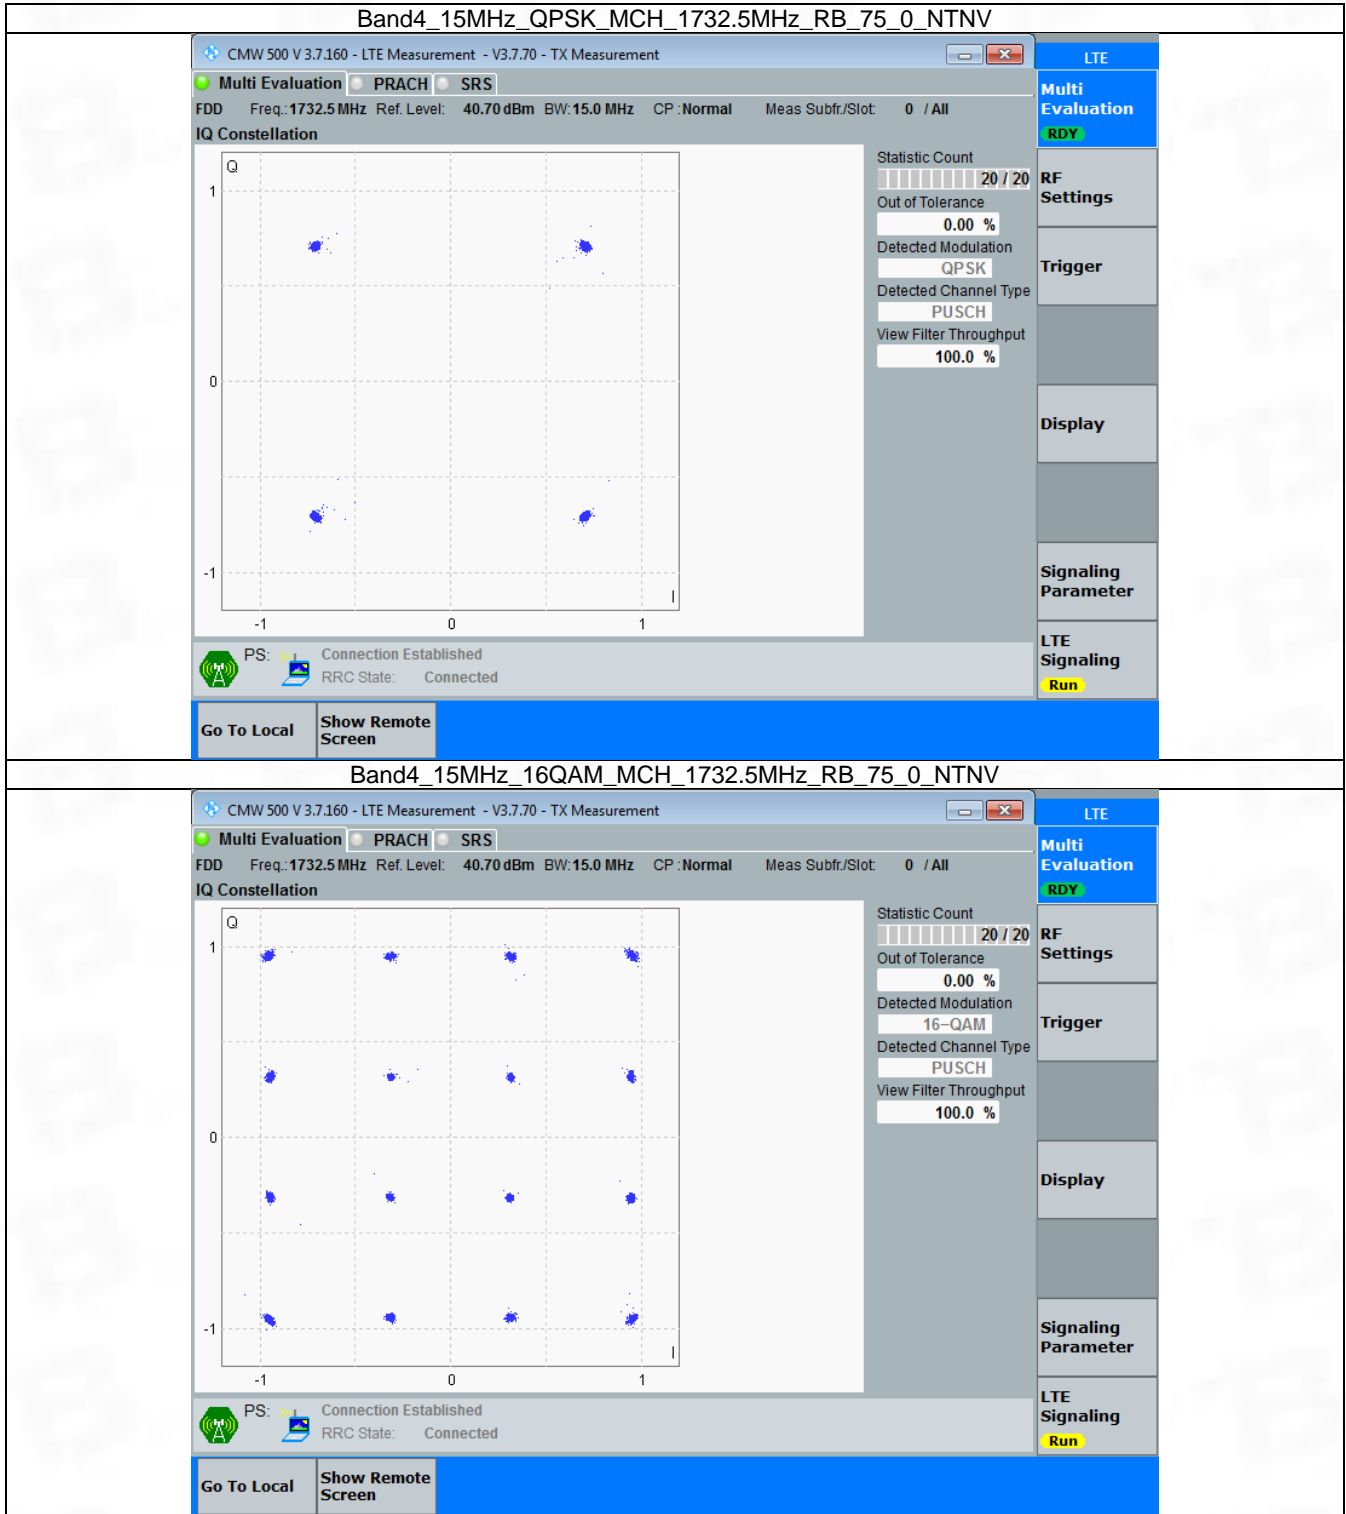 Band4_15MHz_QPSK_MCH_1732.5MHz_RB_75_0_NTNV
CMW 500 V 3.7.160 - LTE Measurement - V3.7.70 - TX Measurement
LTE
Multi Evaluation PRACH SRS
Multi Evaluation
RDY
FDD Freq.:1732.5 MHz Ref. Level: 40.70 dBm BW:15.0 MHz CP :Normal Meas Subfr./Slot: 0 / All
IQ Constellation
Q
1
0
-1
I
-1 0 1
Statistic Count
20 / 20
Out of Tolerance
0.00 %
Detected Modulation
QPSK
Detected Channel Type
PUSCH
View Filter Throughput
100.0 %
RF Settings
Trigger
Display
Signaling Parameter
LTE Signaling
Run
PS: Connection Established
RRC State: Connected
Go To Local
Show Remote Screen
Band4_15MHz_16QAM_MCH_1732.5MHz_RB_75_0_NTNV
CMW 500 V 3.7.160 - LTE Measurement - V3.7.70 - TX Measurement
LTE
Multi Evaluation PRACH SRS
Multi Evaluation
RDY
FDD Freq.:1732.5 MHz Ref. Level: 40.70 dBm BW:15.0 MHz CP :Normal Meas Subfr./Slot: 0 / All
IQ Constellation
Q
1
0
-1
I
-1 0 1
Statistic Count
20 / 20
Out of Tolerance
0.00 %
Detected Modulation
16-QAM
Detected Channel Type
PUSCH
View Filter Throughput
100.0 %
RF Settings
Trigger
Display
Signaling Parameter
LTE Signaling
Run
PS: Connection Established
RRC State: Connected
Go To Local
Show Remote Screen